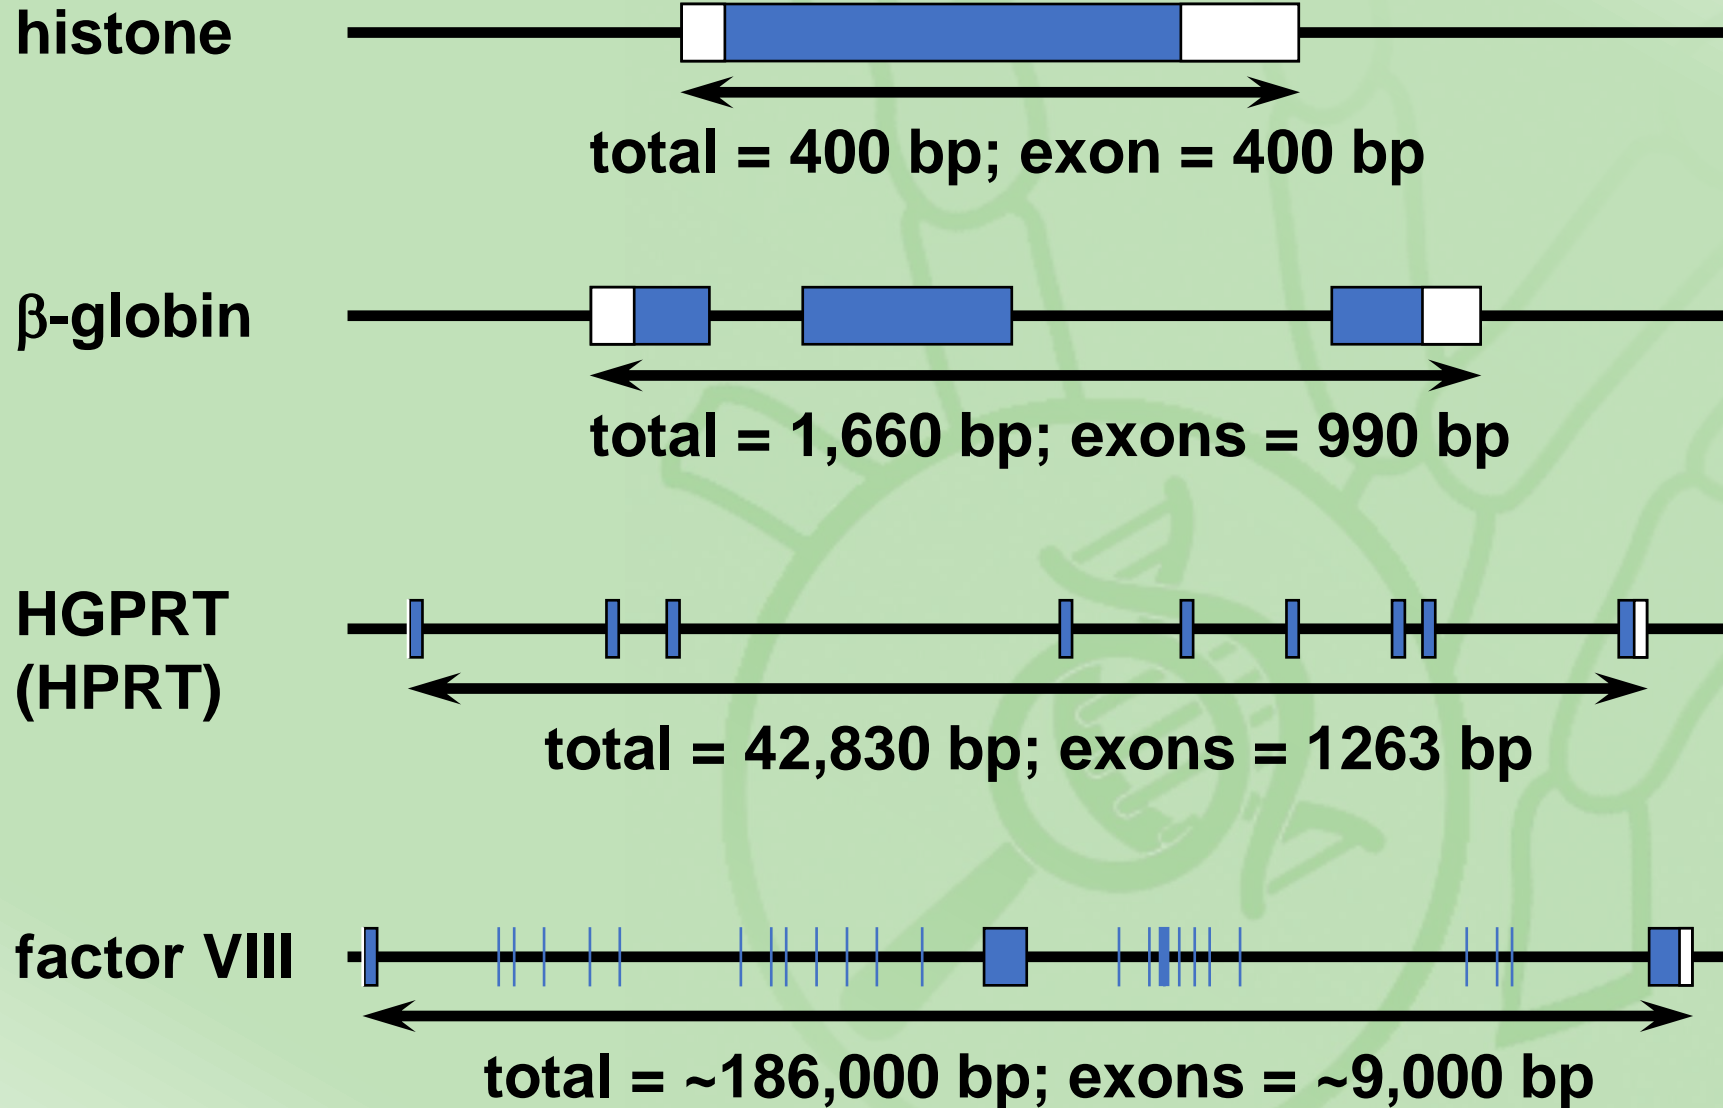 histone
total = 400 bp; exon = 400 bp
β-globin
total = 1,660 bp; exons = 990 bp
HGPRT
(HPRT)
total = 42,830 bp; exons = 1263 bp
factor VIII
total = ~186,000 bp; exons = ~9,000 bp